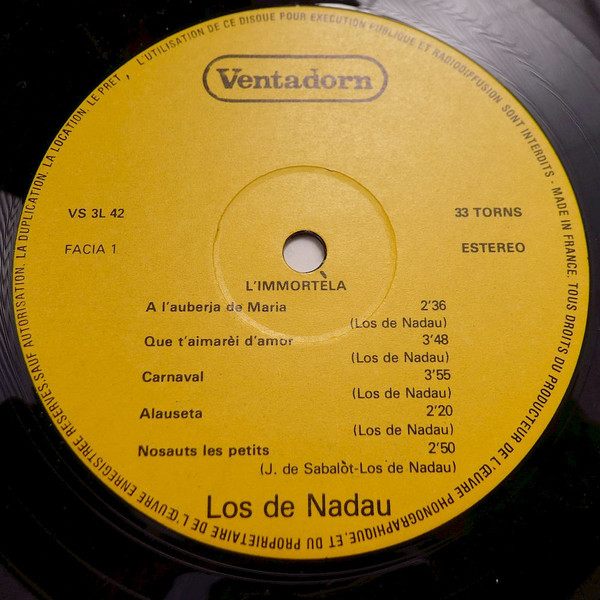 L'UTILISATION DE CE DISQUE POUR EXECUTION PUBLIQUE ET RADIODIFFUSION SONT INTERDITS - MADE IN FRANCE. TOUS DROITS DU PRODUCTEUR DE L'ŒUVRE PHONOGRAPHIQUE.ET DU PROPRIETAIRE DE L'ŒUVRE ENREGISTREE RESERVES.SAUF AUTORISATION. LA DUPLICATION. LA LOCATION. LE PRET,
Ventadorn
VS 3L 42 33 TORNS
FACIA 1 ESTEREO
L'IMMORTÈLA
A l'auberja de Maria 2'36
(Los de Nadau)
Que t'aimarèi d'amor 3'48
(Los de Nadau)
Carnaval 3'55
(Los de Nadau)
Alauseta 2'20
(Los de Nadau)
Nosauts les petits 2'50
(J. de Sabalòt-Los de Nadau)
Los de Nadau